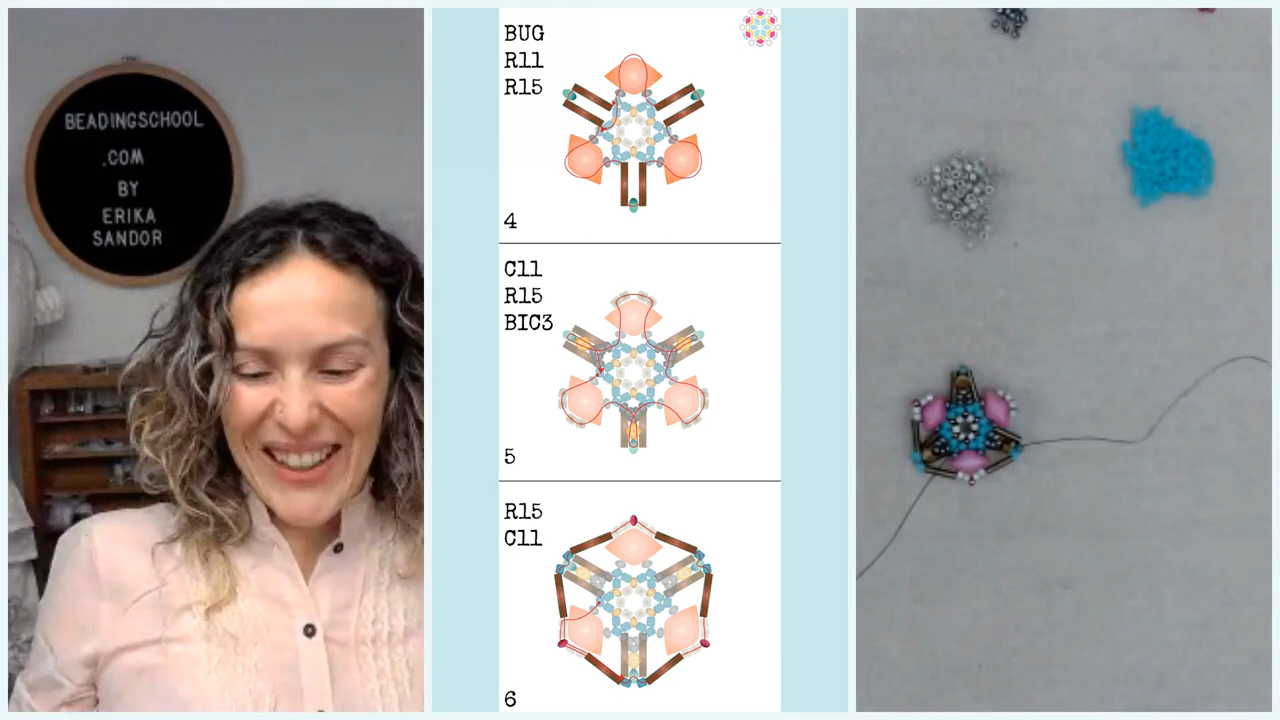 BEADINGSCHOOL
.COM
BY
ERIKA
SANDOR
BUG
R11
R15
4
C11
R15
BIC3
5
R15
C11
6